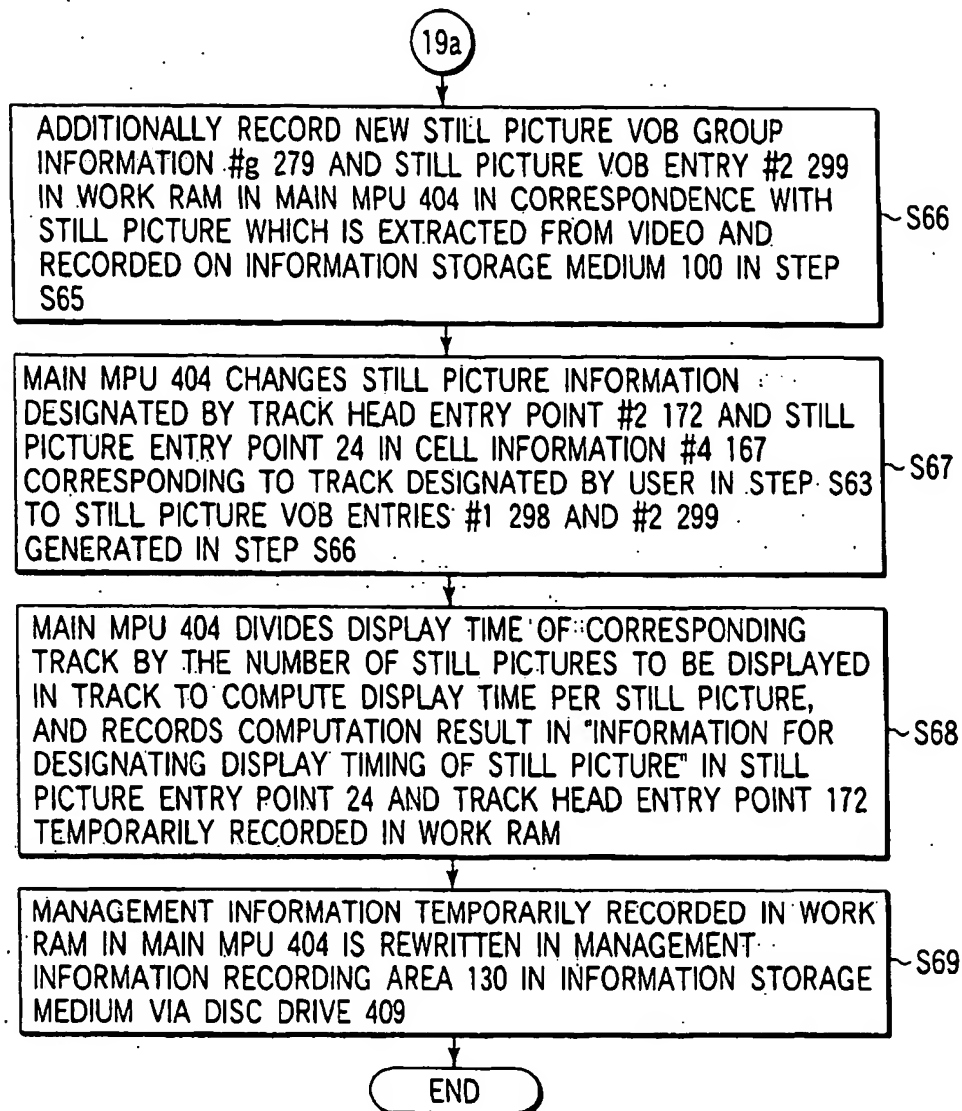 19a
ADDITIONALLY RECORD NEW STILL PICTURE VOB GROUP
INFORMATION #g 279 AND STILL PICTURE VOB ENTRY #2 299
IN WORK RAM IN MAIN MPU 404 IN CORRESPONDENCE WITH
STILL PICTURE WHICH IS EXTRACTED FROM VIDEO AND
RECORDED ON INFORMATION STORAGE MEDIUM 100 IN STEP
S65
S66
MAIN MPU 404 CHANGES STILL PICTURE INFORMATION
DESIGNATED BY TRACK HEAD ENTRY POINT #2 172 AND STILL
PICTURE ENTRY POINT 24 IN CELL INFORMATION #4 167
CORRESPONDING TO TRACK DESIGNATED BY USER IN STEP S63
TO STILL PICTURE VOB ENTRIES #1 298 AND #2 299
GENERATED IN STEP S66
S67
MAIN MPU 404 DIVIDES DISPLAY TIME OF CORRESPONDING
TRACK BY THE NUMBER OF STILL PICTURES TO BE DISPLAYED
IN TRACK TO COMPUTE DISPLAY TIME PER STILL PICTURE,
AND RECORDS COMPUTATION RESULT IN "INFORMATION FOR
DESIGNATING DISPLAY TIMING OF STILL PICTURE" IN STILL
PICTURE ENTRY POINT 24 AND TRACK HEAD ENTRY POINT 172
TEMPORARILY RECORDED IN WORK RAM
S68
MANAGEMENT INFORMATION TEMPORARILY RECORDED IN WORK
RAM IN MAIN MPU 404 IS REWRITTEN IN MANAGEMENT
INFORMATION RECORDING AREA 130 IN INFORMATION STORAGE
MEDIUM VIA DISC DRIVE 409
S69
END